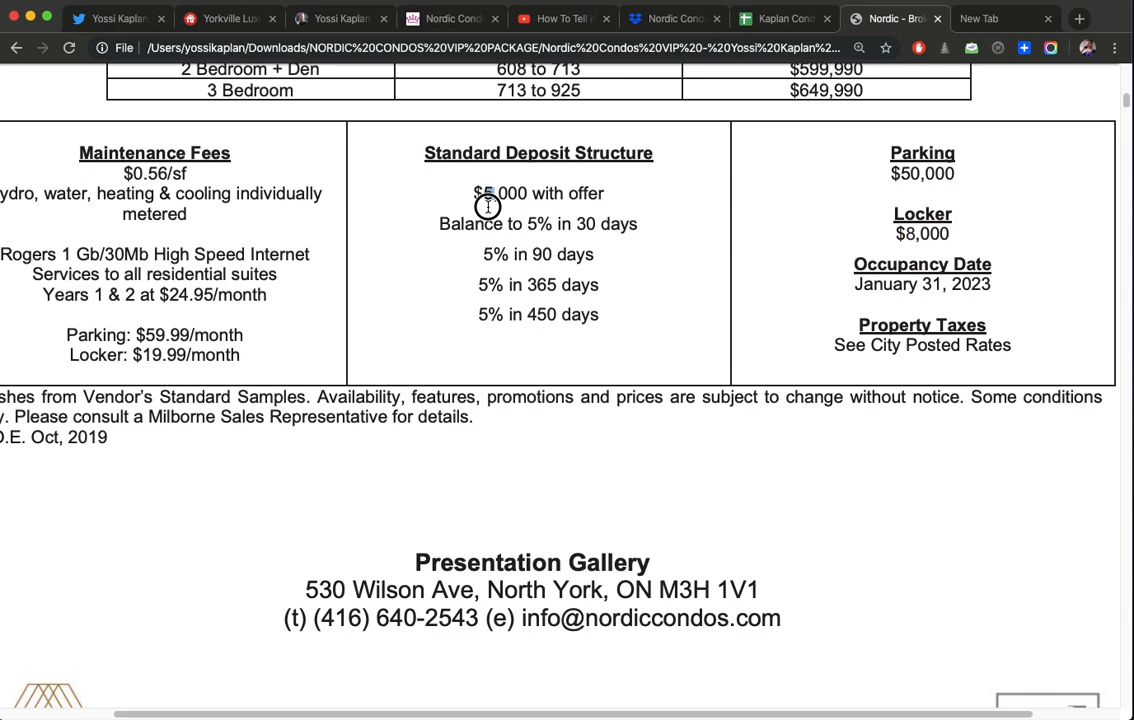 Yossi Kaplan,
Yorkville Lux
Yossi Kaplan
Nordic Cond
How To Tell i
Nordic Cond
Kaplan Cond
Nordic - Brok
New Tab
File
/Users/yossikaplan/Downloads/NORDIC%20CONDOS%20VIP%20PACKAGE/Nordic%20Condos%20VIP%20-%20Yossi%20Kaplan%2...
2 Bedroom + Den 608 to 713 $599,990
3 Bedroom 713 to 925 $649,990
Maintenance Fees
$0.56/sf
ydro, water, heating & cooling individually
metered
Rogers 1 Gb/30Mb High Speed Internet
Services to all residential suites
Years 1 & 2 at $24.95/month
Parking: $59.99/month
Locker: $19.99/month
Standard Deposit Structure
$5,000 with offer
Balance to 5% in 30 days
5% in 90 days
5% in 365 days
5% in 450 days
Parking
$50,000
Locker
$8,000
Occupancy Date
January 31, 2023
Property Taxes
See City Posted Rates
shes from Vendor's Standard Samples. Availability, features, promotions and prices are subject to change without notice. Some conditions
y. Please consult a Milborne Sales Representative for details.
O.E. Oct, 2019
Presentation Gallery
530 Wilson Ave, North York, ON M3H 1V1
(t) (416) 640-2543 (e) info@nordiccondos.com